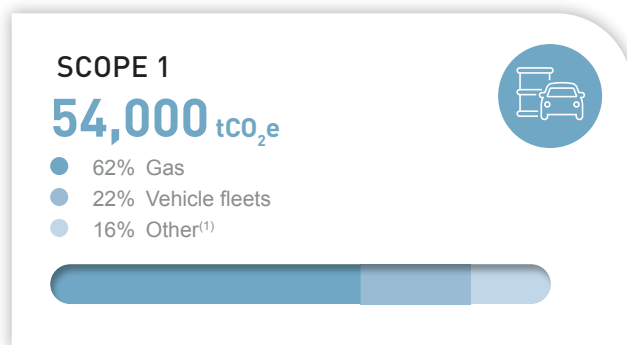 SCOPE 1
54,000 tCO₂e
62% Gas
22% Vehicle fleets
16% Other⁽¹⁾